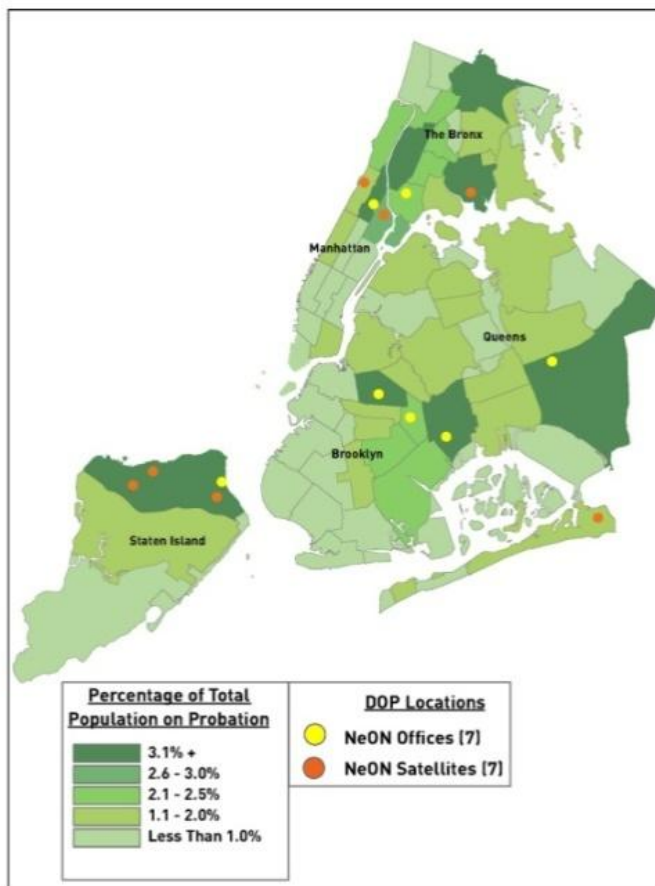 The Bronx
Manhattan
Queens
Brooklyn
Staten Island
Percentage of Total
Population on Probation
3.1% +
2.6 - 3.0%
2.1 - 2.5%
1.1 - 2.0%
Less Than 1.0%
DOP Locations
NeON Offices (7)
NeON Satellites (7)